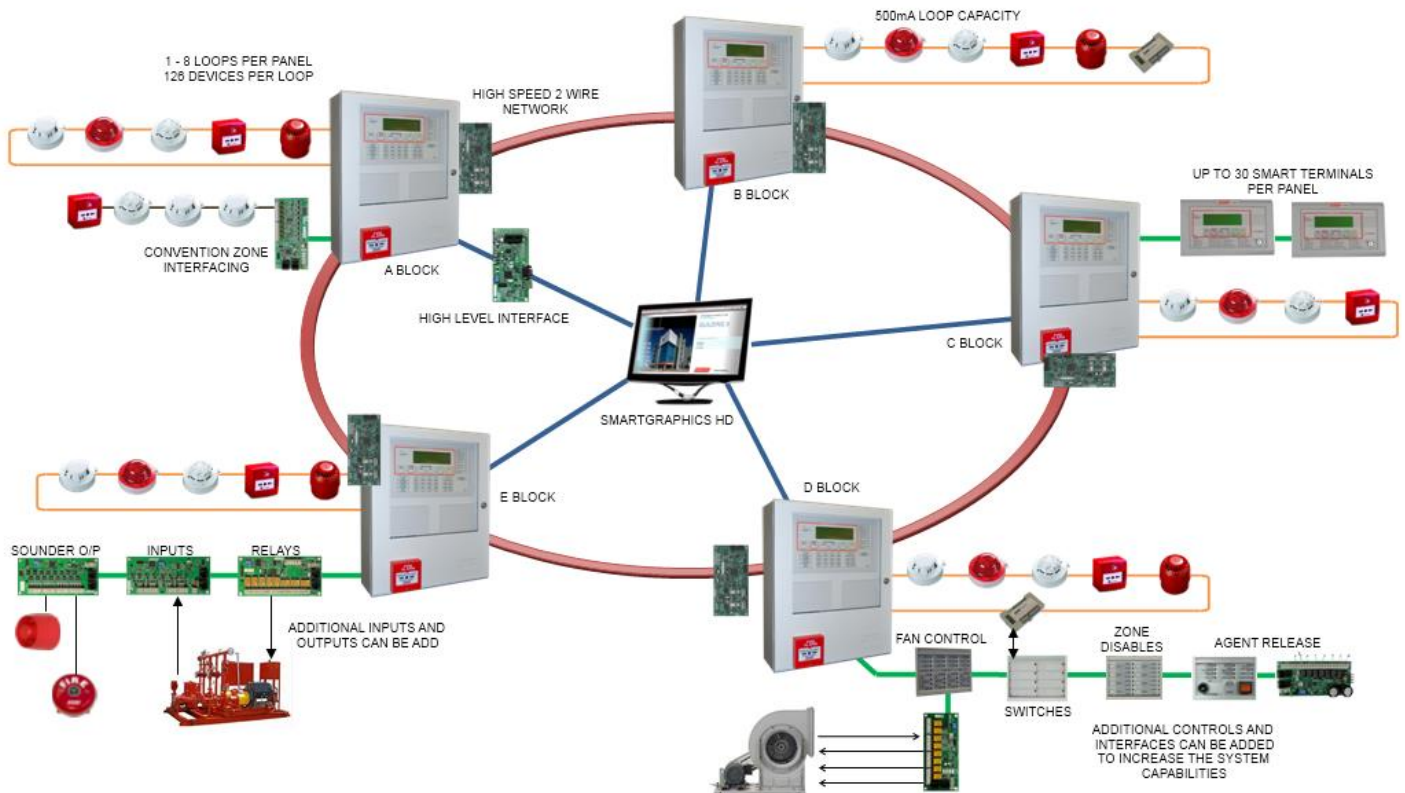 500mA LOOP CAPACITY
1 - 8 LOOPS PER PANEL
126 DEVICES PER LOOP
HIGH SPEED 2 WIRE
NETWORK
UP TO 30 SMART TERMINALS
PER PANEL
B BLOCK
CONVENTION ZONE
INTERFACING
A BLOCK
HIGH LEVEL INTERFACE
C BLOCK
SMARTGRAPHICS HD
E BLOCK
D BLOCK
SOUNDER O/P
INPUTS
RELAYS
ADDITIONAL INPUTS AND
OUTPUTS CAN BE ADD
FIRE
FAN CONTROL
ZONE
DISABLES
AGENT RELEASE
SWITCHES
ADDITIONAL CONTROLS AND
INTERFACES CAN BE ADDED
TO INCREASE THE SYSTEM
CAPABILITIES